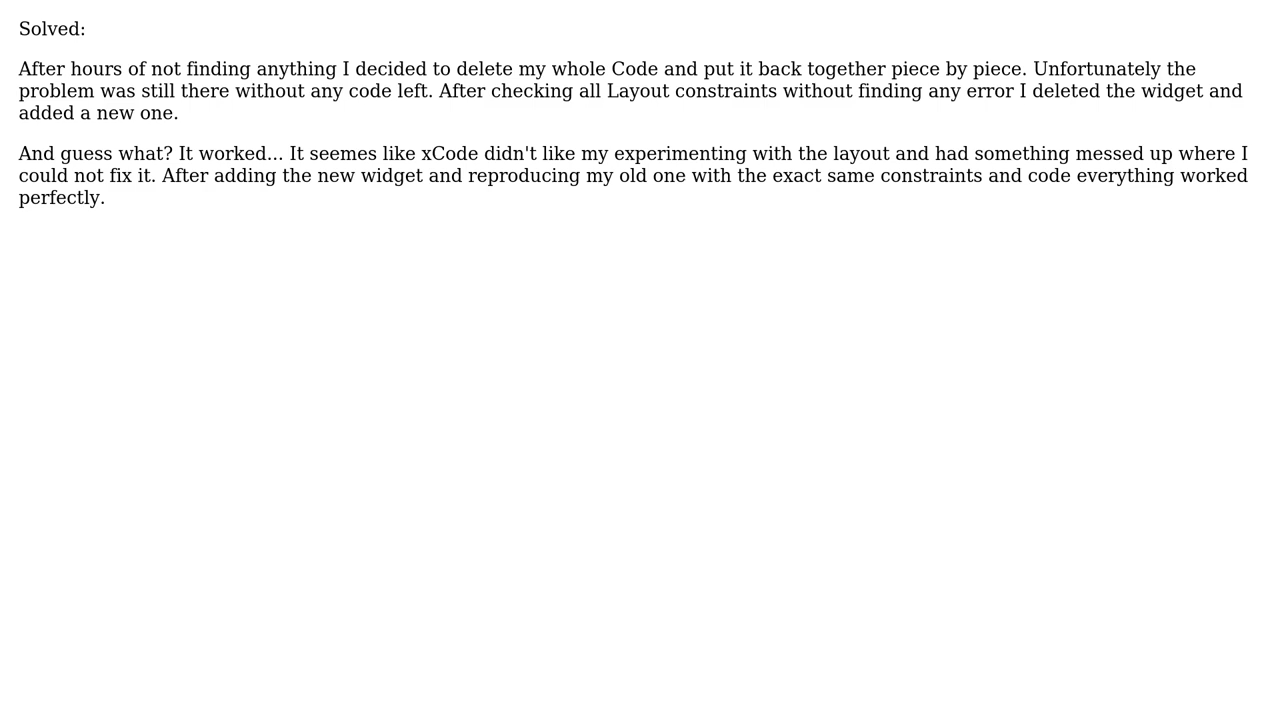 Solved:
After hours of not finding anything I decided to delete my whole Code and put it back together piece by piece. Unfortunately the
problem was still there without any code left. After checking all Layout constraints without finding any error I deleted the widget and
added a new one.
And guess what? It worked... It seemes like xCode didn't like my experimenting with the layout and had something messed up where I
could not fix it. After adding the new widget and reproducing my old one with the exact same constraints and code everything worked
perfectly.